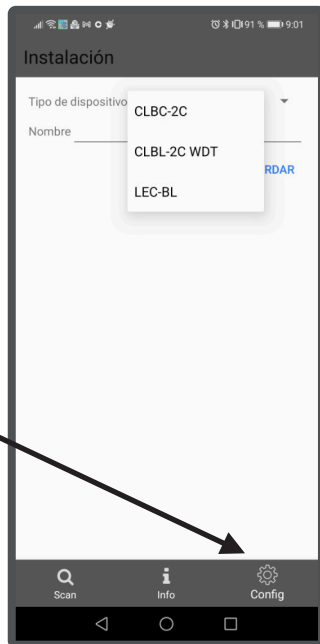 91 % 9:01
Instalación
Tipo de dispositivo
CLBC-2C
Nombre
CLBL-2C WDT
RDAR
LEC-BL
Scan Info Config